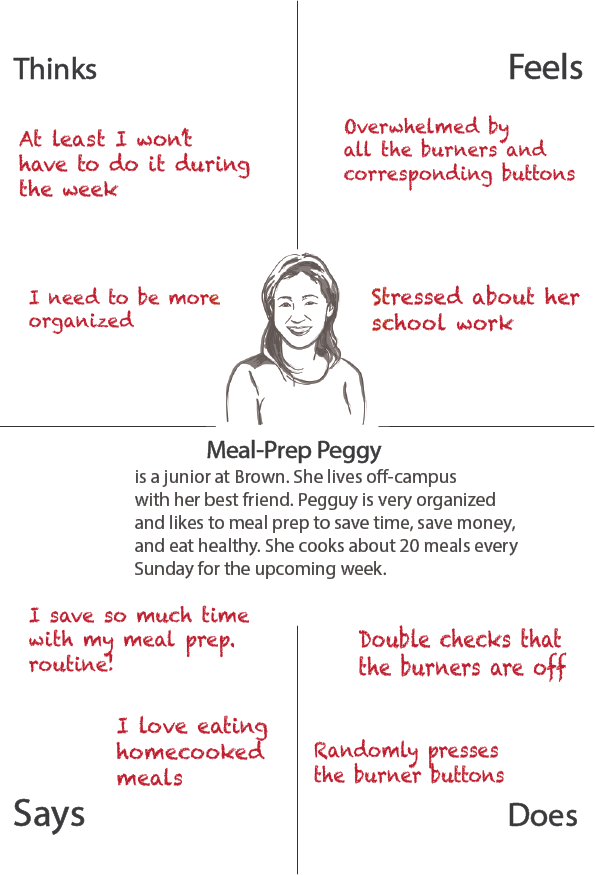 Thinks
At least I won't
have to do it during
the week
I need to be more
organized
Feels
Overwhelmed by
all the burners and
corresponding buttons
Stressed about her
school work
Meal-Prep Peggy
is a junior at Brown. She lives off-campus
with her best friend. Pegguy is very organized
and likes to meal prep to save time, save money,
and eat healthy. She cooks about 20 meals every
Sunday for the upcoming week.
I save so much time
with my meal prep.
routine!
I love eating
homecooked
meals
Says
Double checks that
the burners are off
Randomly presses
the burner buttons
Does